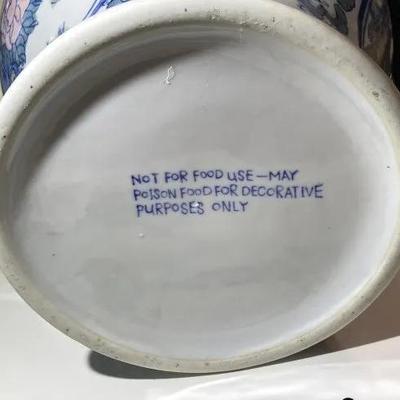 NOT FOR FOOD USE—MAY
POISON FOOD FOR DECORATIVE
PURPOSES ONLY